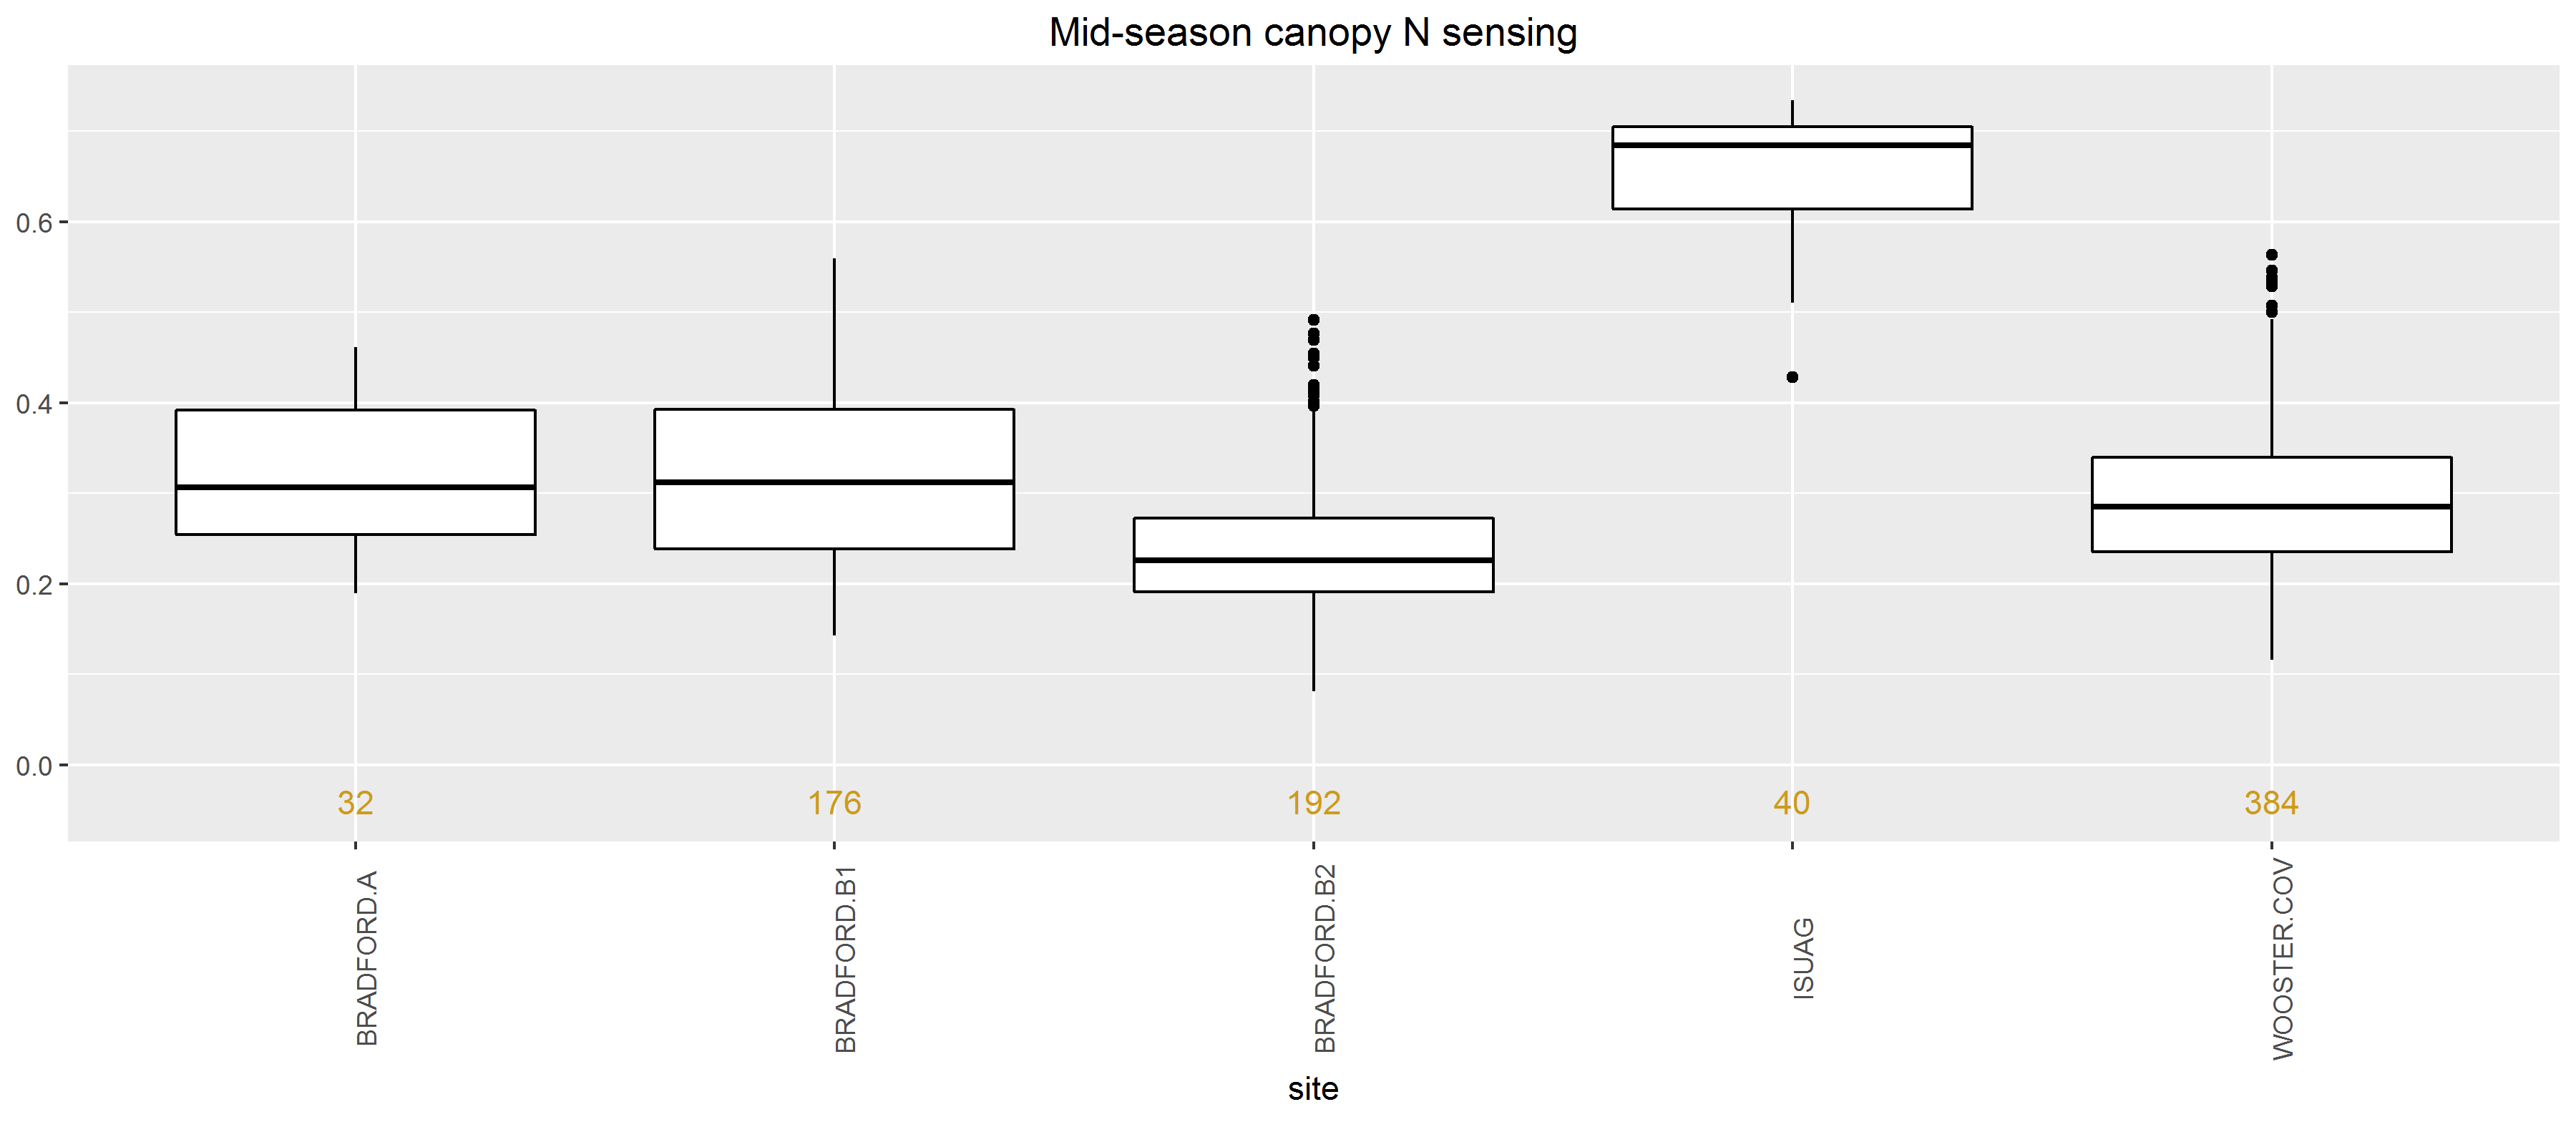 Mid-season canopy N sensing
0.6
0.4
0.2
0.0
32 176 192 40 384
BRADFORD.A
BRADFORD.B1
BRADFORD.B2
ISUAG
WOOSTER.COV
site